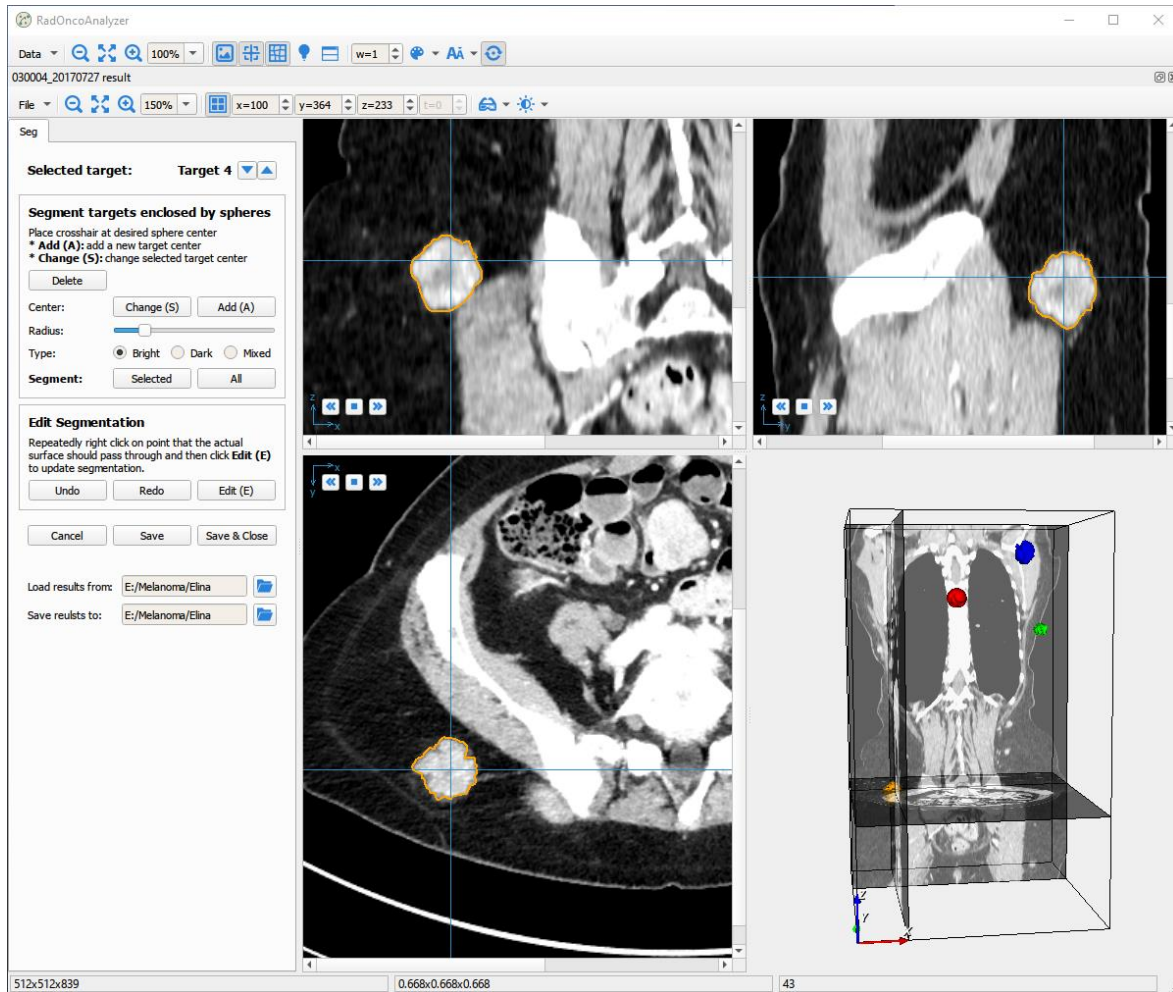 RadOncoAnalyzer
Data 100% w=1 AA
030004_20170727 result
File 150% x=100 y=364 z=233 t=0
Seg
Selected target: Target 4
Segment targets enclosed by spheres
Place crosshair at desired sphere center
* Add (A): add a new target center
* Change (S): change selected target center
Delete
Center: Change (S) Add (A)
Radius:
Type: Bright Dark Mixed
Segment: Selected All
Edit Segmentation
Repeatedly right click on point that the actual
surface should pass through and then click Edit (E)
to update segmentation.
Undo Redo Edit (E)
Cancel Save Save & Close
Load results from: E:/Melanoma/Elina
Save reulsts to: E:/Melanoma/Elina
z
x
z
y
x
y
Z
Y
X
512x512x839 0.668x0.668x0.668 43